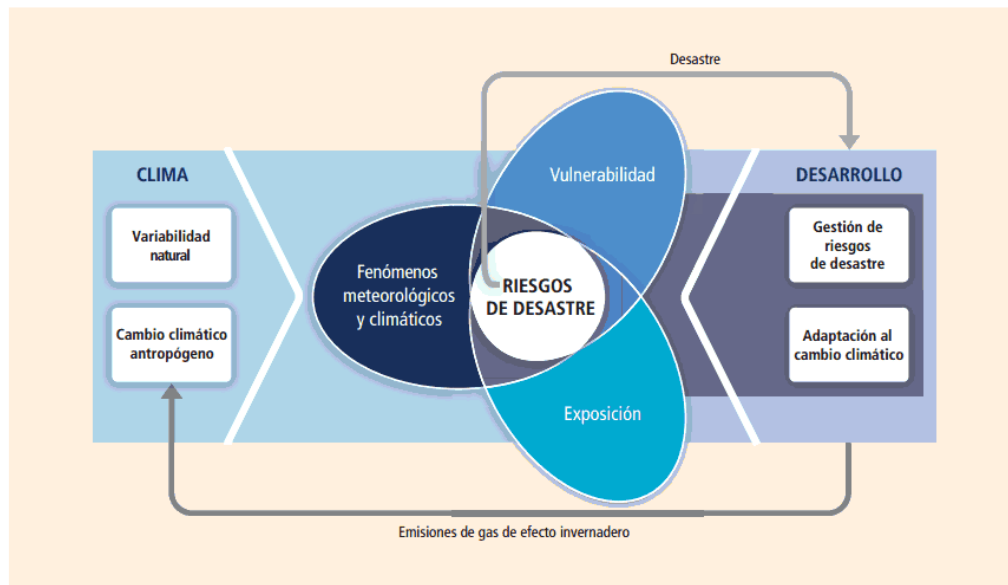 Desastre
CLIMA
Variabilidad
natural
Cambio climático
antropógeno
Fenómenos
meteorológicos
y climáticos
Vulnerabilidad
RIESGOS
DE DESASTRE
Exposición
DESARROLLO
Gestión de
riesgos
de desastre
Adaptación al
cambio climático
Emisiones de gas de efecto invernadero